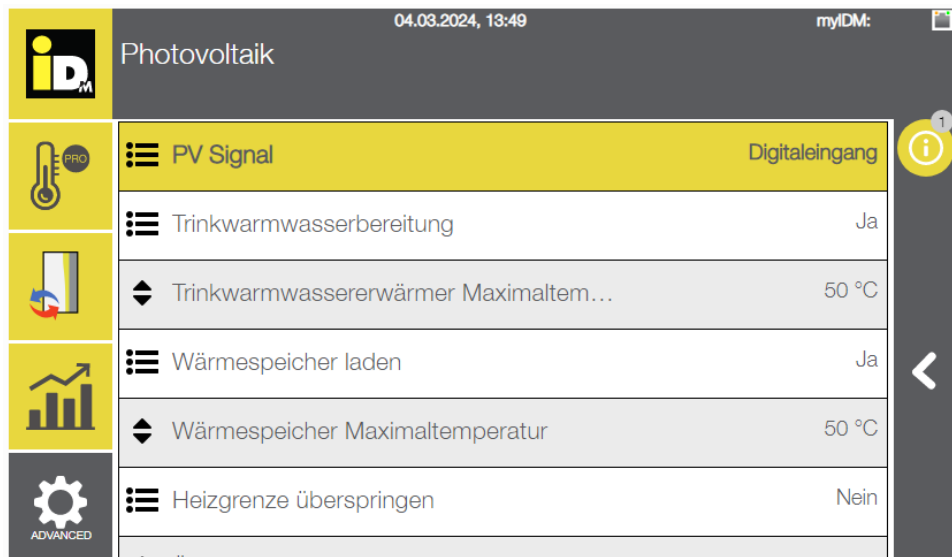 04.03.2024, 13:49 myIDM:
iDM
Photovoltaik
1
PRO
PV Signal Digitaleingang
Trinkwarmwasserbereitung Ja
Trinkwarmwassererwärmer Maximaltem... 50 °C
Wärmespeicher laden Ja
Wärmespeicher Maximaltemperatur 50 °C
Heizgrenze überspringen Nein
ADVANCED